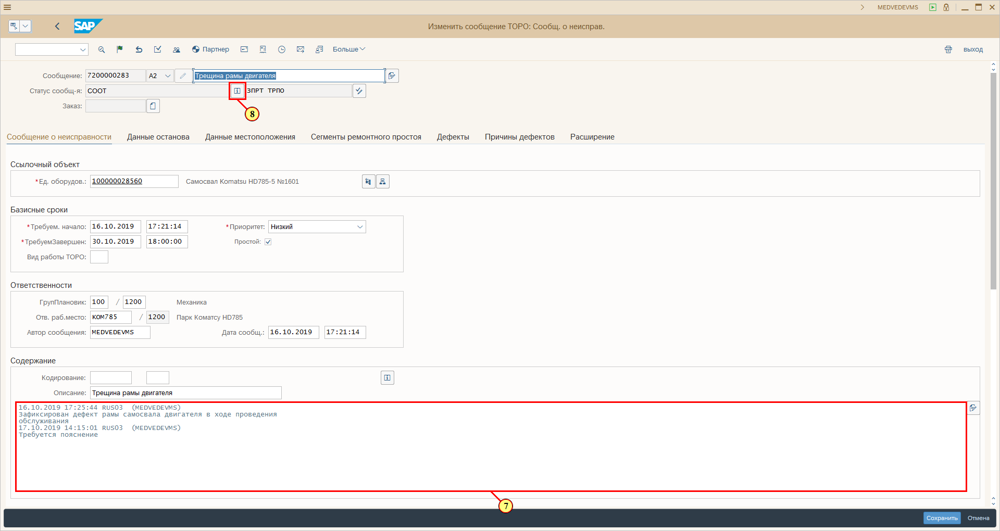 MEDVEDEVMS
SAP
Изменить сообщение ТОРО: Сообщ. о неисправ.
Партнер
Больше
выход
Сообщение: 7200000283 A2 Трещина рамы двигателя
Статус сообщ-я: СООТ ЗПРТ ТРПО
Заказ:
8
Сообщение о неисправности Данные останова Данные местоположения Сегменты ремонтного простоя Дефекты Причины дефектов Расширение
Ссылочный объект
*Ед. оборудов.: 100000028560 Самосвал Komatsu HD785-5 №1601
Базисные сроки
*Требуем. начало: 16.10.2019 17:21:14 *Приоритет: Низкий
*ТребуемЗавершен: 30.10.2019 18:00:00 Простой:
Вид работы ТОРО:
Ответственности
ГрупПлановик: 100 / 1200 Механика
Отв. раб.место: KOM785 / 1200 Парк Коматсу HD785
Автор сообщения: MEDVEDEVMS Дата сообщ.: 16.10.2019 17:21:14
Содержание
Кодирование:
Описание: Трещина рамы двигателя
16.10.2019 17:25:44 RUS03 (MEDVEDEVMS)
Зафиксирован дефект рамы самосвала двигателя в ходе проведения
обслуживания
17.10.2019 14:15:01 RUS03 (MEDVEDEVMS)
Требуется пояснение
7
Сохранить Отмена